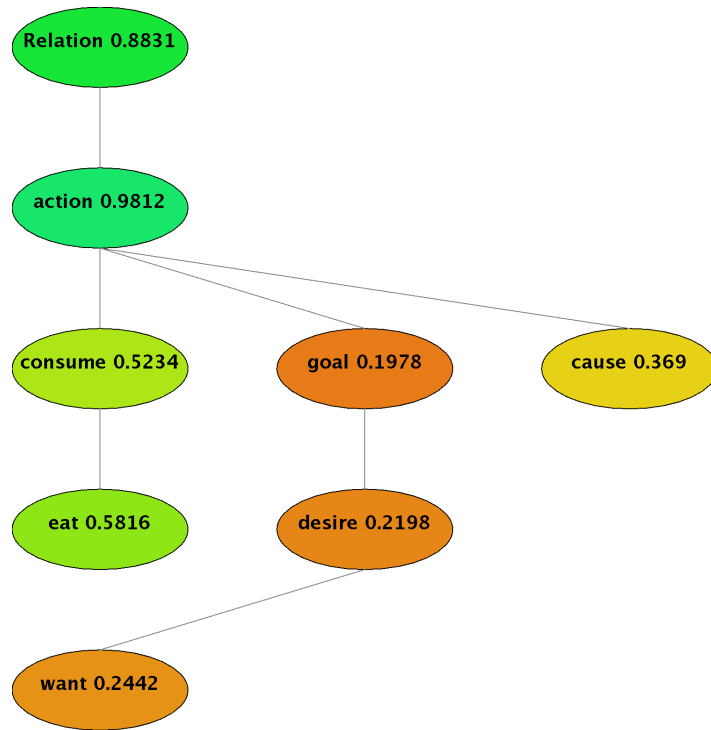 Relation 0.8831
action 0.9812
consume 0.5234
goal 0.1978
cause 0.369
eat 0.5816
desire 0.2198
want 0.2442